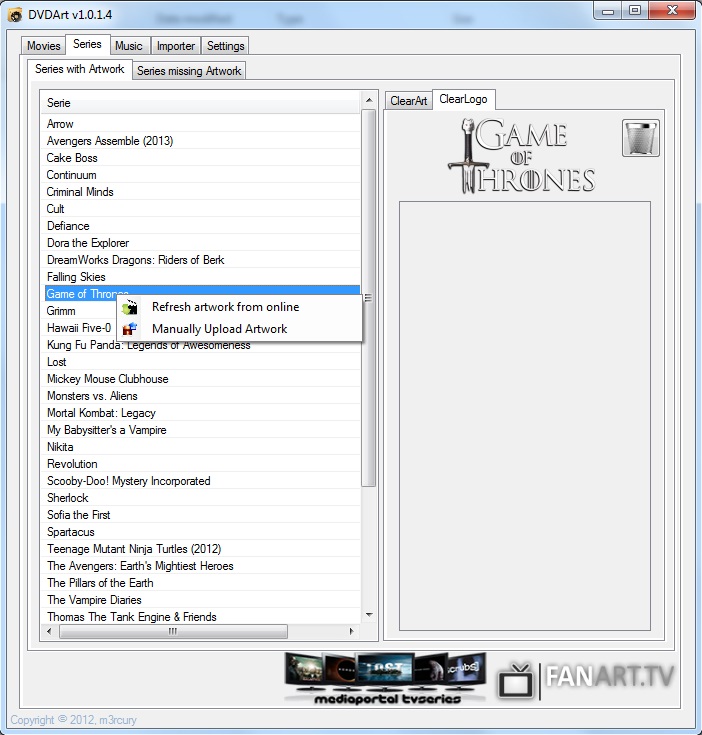 DVDArt v1.0.1.4
Date modified Type Size
Movies Series Music Importer Settings
Series with Artwork Series missing Artwork
Serie
Arrow
Avengers Assemble (2013)
Cake Boss
Continuum
Criminal Minds
Cult
Defiance
Dora the Explorer
DreamWorks Dragons: Riders of Berk
Falling Skies
Game of Thrones
Grimm
Hawaii Five-0
Kung Fu Panda: Legends of Awesomeness
Lost
Mickey Mouse Clubhouse
Monsters vs. Aliens
Mortal Kombat: Legacy
My Babysitter's a Vampire
Nikita
Revolution
Scooby-Doo! Mystery Incorporated
Sherlock
Sofia the First
Spartacus
Teenage Mutant Ninja Turtles (2012)
The Avengers: Earth's Mightiest Heroes
The Pillars of the Earth
The Vampire Diaries
Thomas The Tank Engine & Friends
Refresh artwork from online
Manually Upload Artwork
ClearArt ClearLogo
GAME
OF
THRONES
LOST
scrubs
mediaportal tvseries
FANART.TV
Copyright © 2012, m3rcury